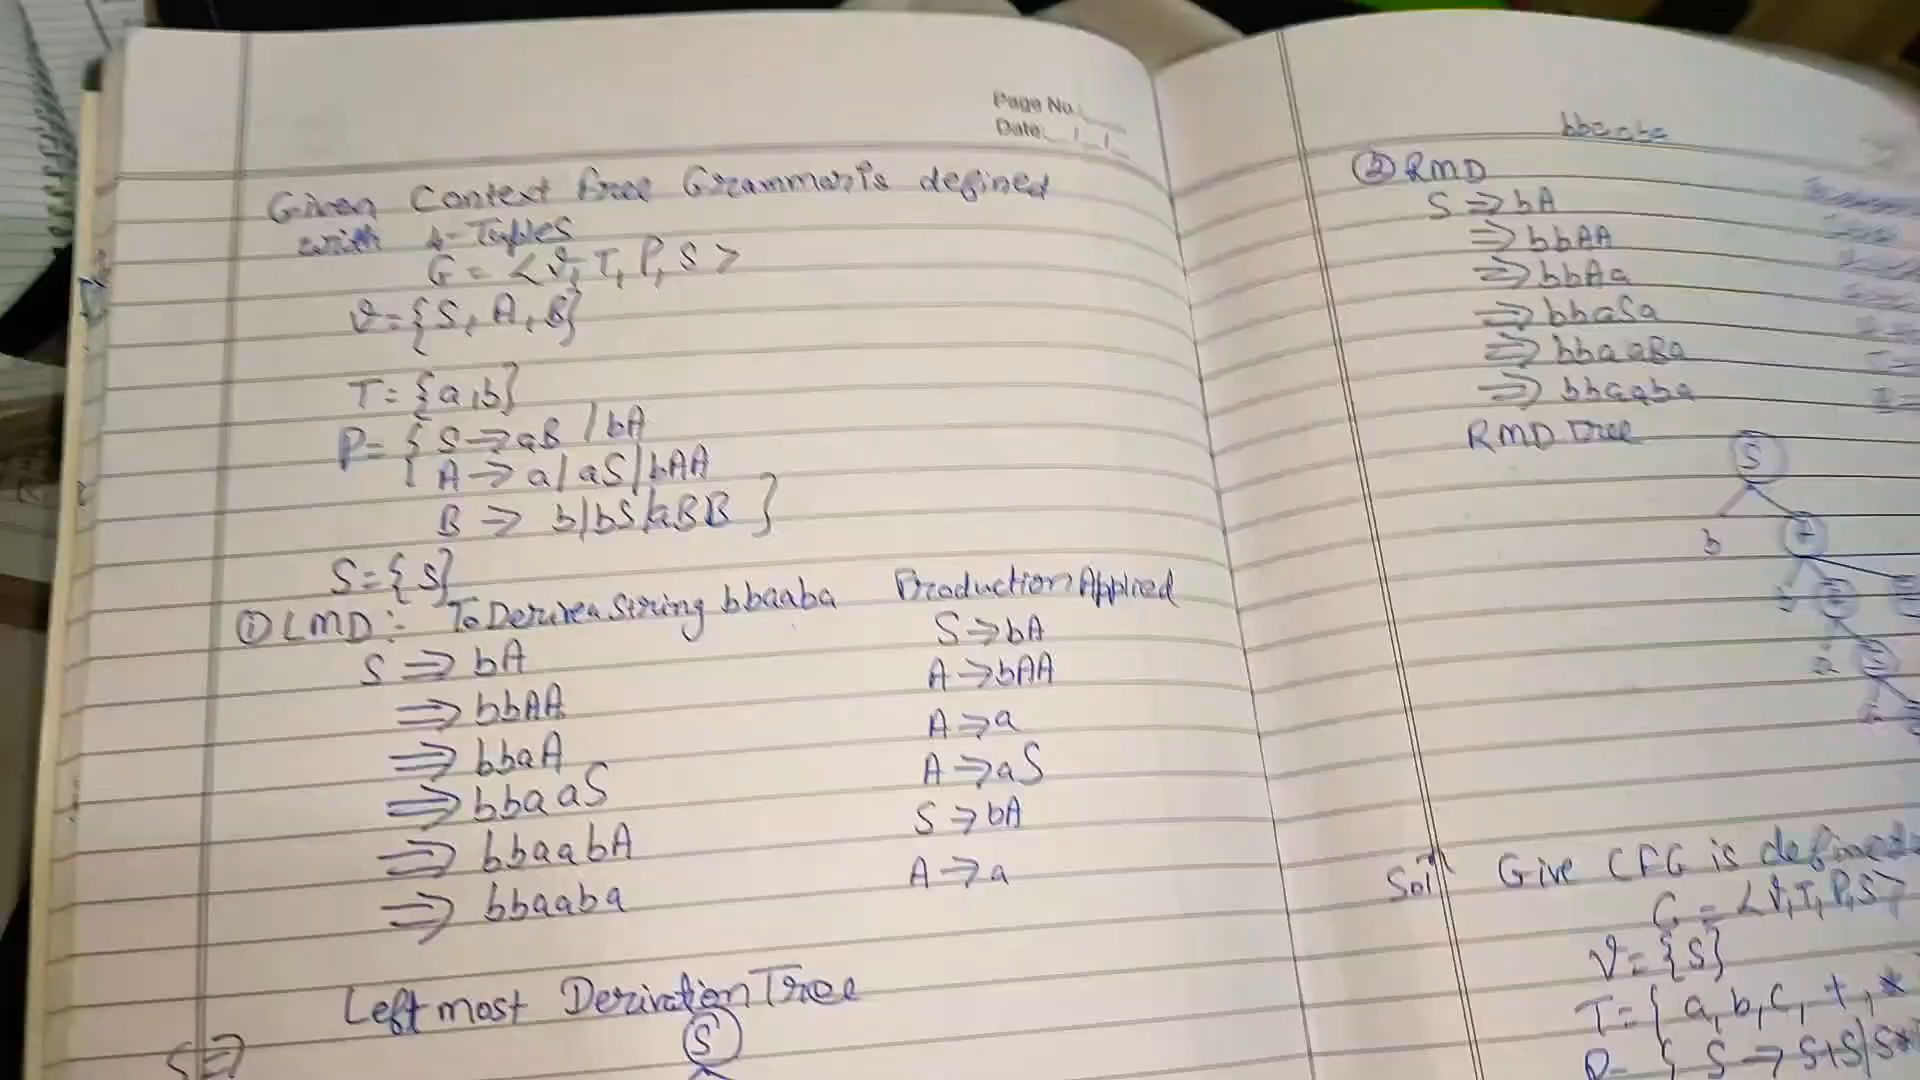 Page No.:
Date:
Given Context free Grammar is defined
with 4-Tuples
G = <V, T, P, S>
V = {S, A, B}
T = {a, b}
P = { S → aB / bA
A → a / aS / bAA
B → b / bS / aBB }
S = {S}
① LMD :- To Derive a String bbaaba Production Applied
S ⇒ bA S → bA
⇒ bbAA A → bAA
⇒ bbaA A → a
⇒ bbaaS A → aS
⇒ bbaabA S → bA
⇒ bbaaba A → a
Left most Derivation Tree
S
S ⇒
bbaaba
② RMD
S ⇒ bA
⇒ bbAA
⇒ bbAa
⇒ bbaSa
⇒ bbaaBa
⇒ bbaaba
RMD Tree
S
b
Solⁿ Give CFG is defined
G = <V, T, P, S>
V = {S}
T = { a, b, c, +, *
P = { S → S+S / S*